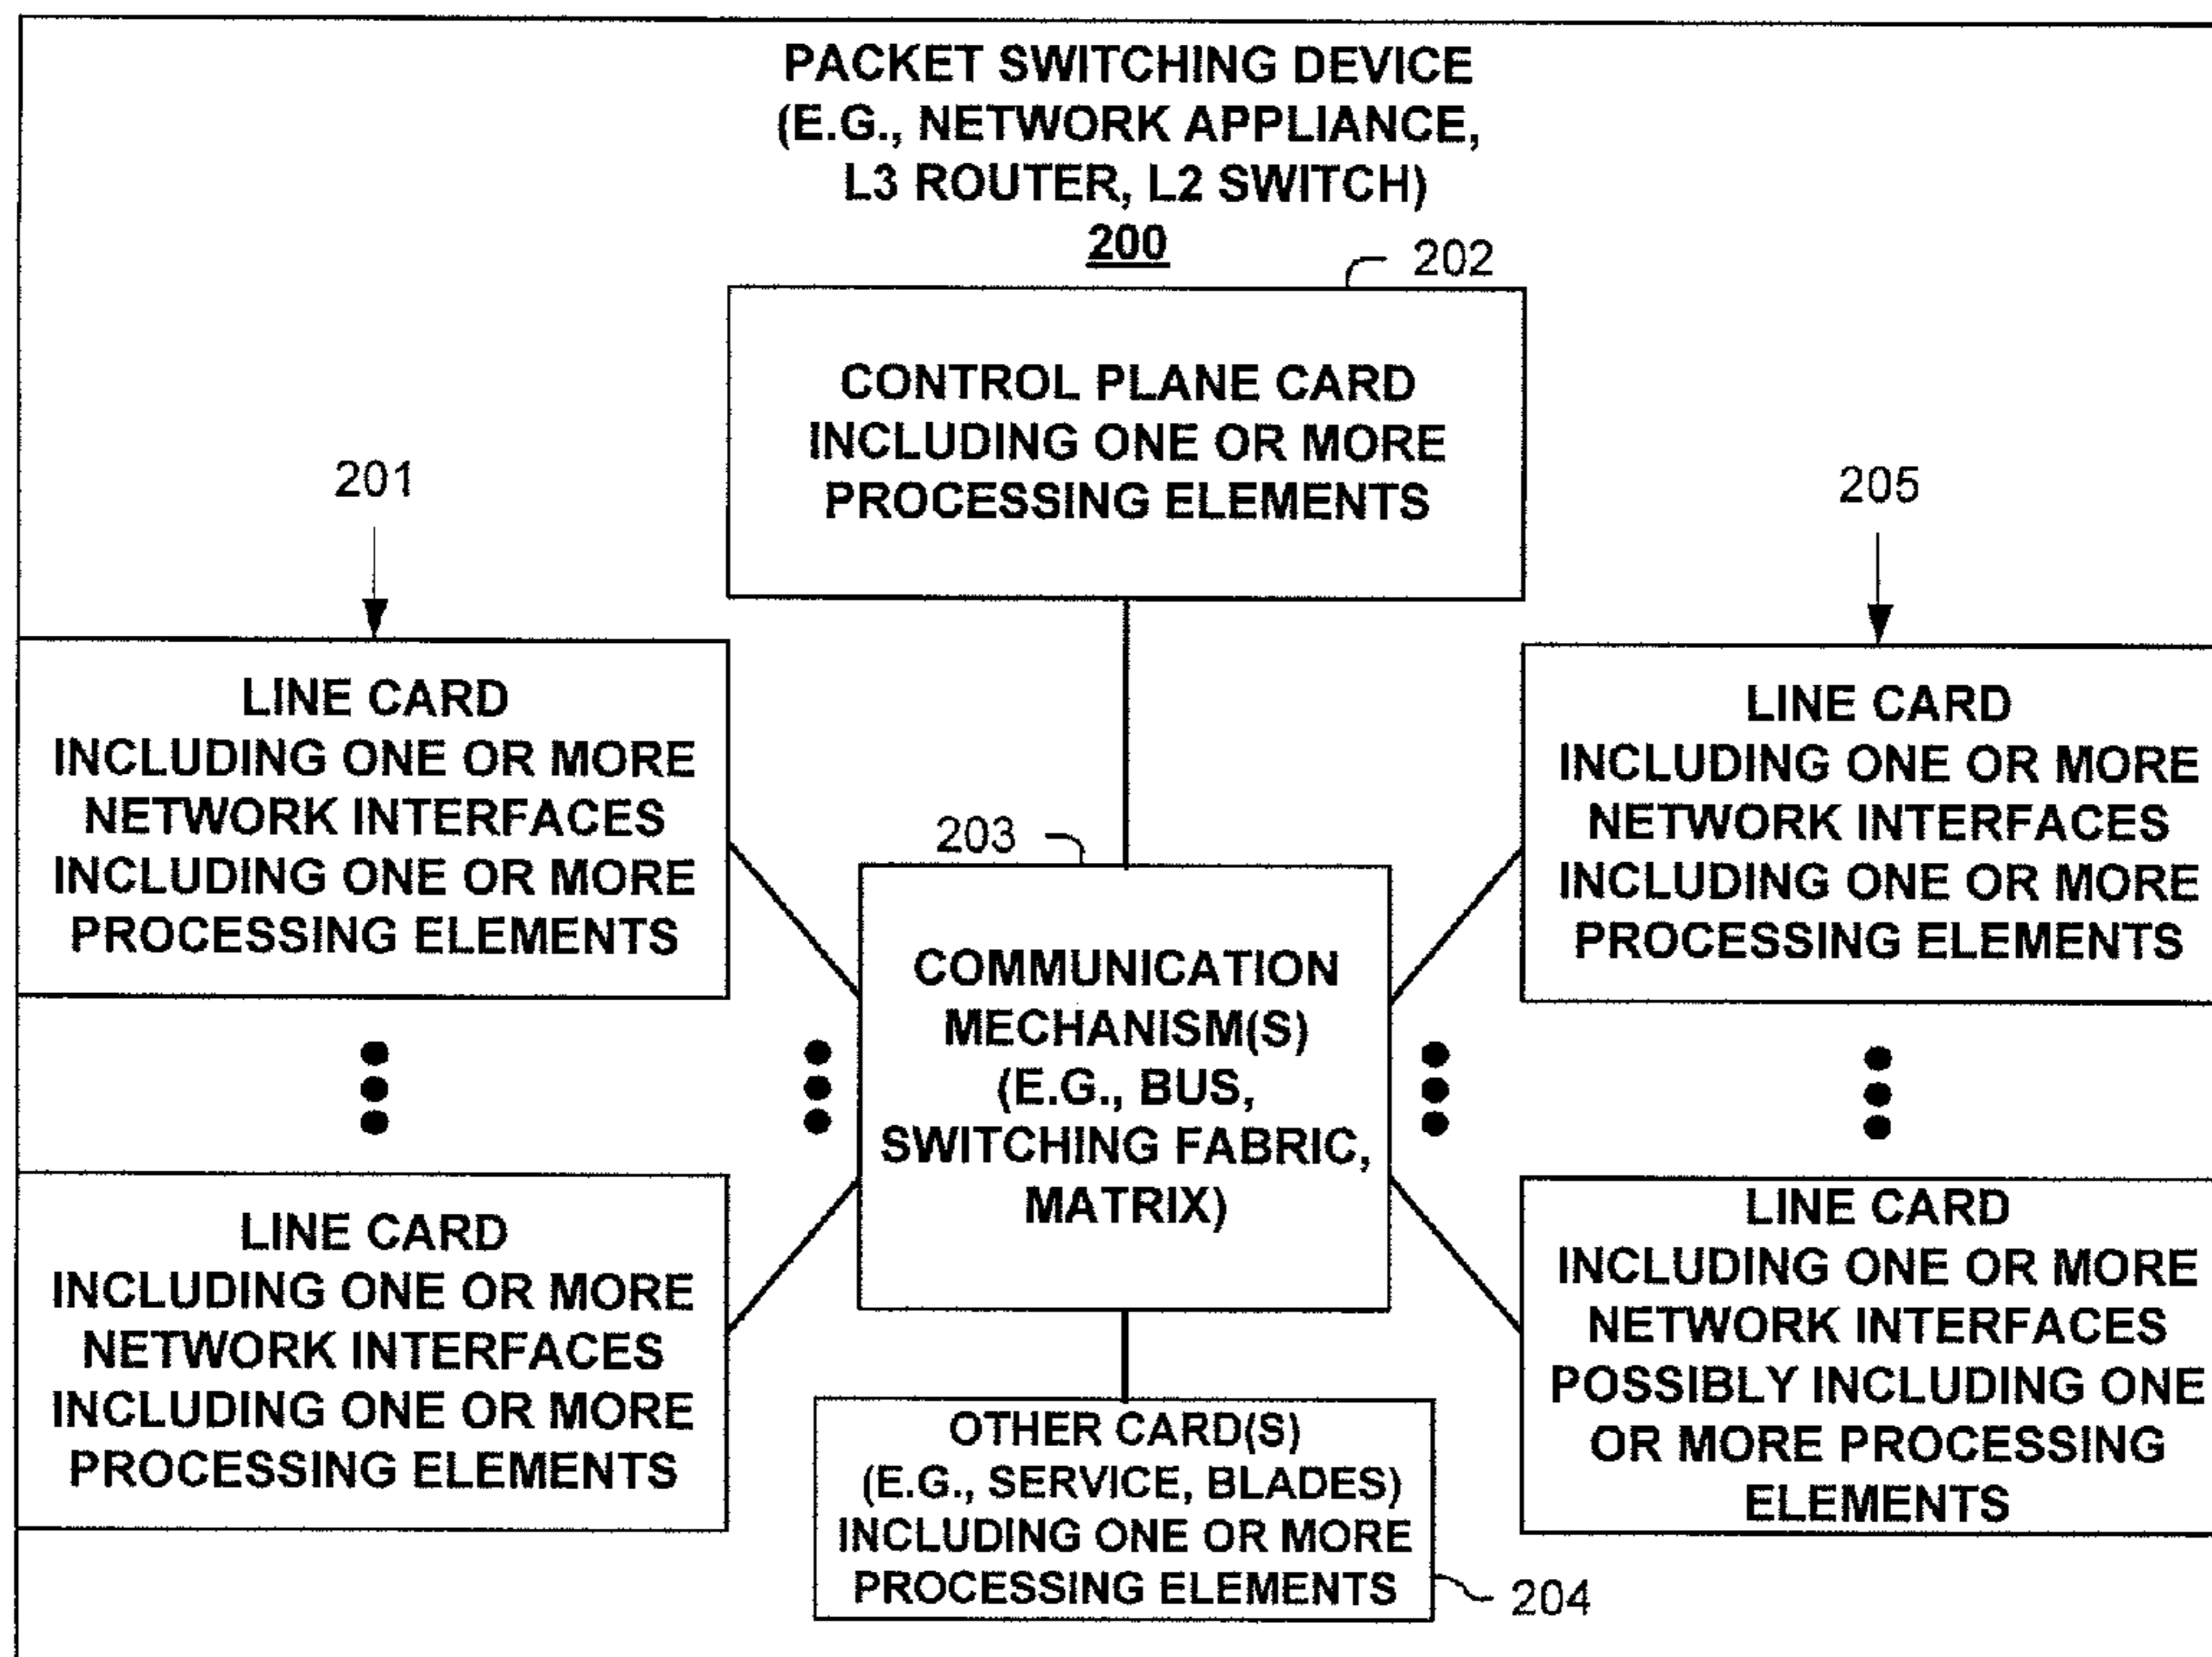 PACKET SWITCHING DEVICE
(E.G., NETWORK APPLIANCE,
L3 ROUTER, L2 SWITCH)
200
202
CONTROL PLANE CARD
INCLUDING ONE OR MORE
PROCESSING ELEMENTS
201
205
LINE CARD
INCLUDING ONE OR MORE
NETWORK INTERFACES
INCLUDING ONE OR MORE
PROCESSING ELEMENTS
LINE CARD
INCLUDING ONE OR MORE
NETWORK INTERFACES
INCLUDING ONE OR MORE
PROCESSING ELEMENTS
203
COMMUNICATION
MECHANISM(S)
(E.G., BUS,
SWITCHING FABRIC,
MATRIX)
LINE CARD
INCLUDING ONE OR MORE
NETWORK INTERFACES
INCLUDING ONE OR MORE
PROCESSING ELEMENTS
LINE CARD
INCLUDING ONE OR MORE
NETWORK INTERFACES
POSSIBLY INCLUDING ONE
OR MORE PROCESSING
ELEMENTS
OTHER CARD(S)
(E.G., SERVICE, BLADES)
INCLUDING ONE OR MORE
PROCESSING ELEMENTS
204